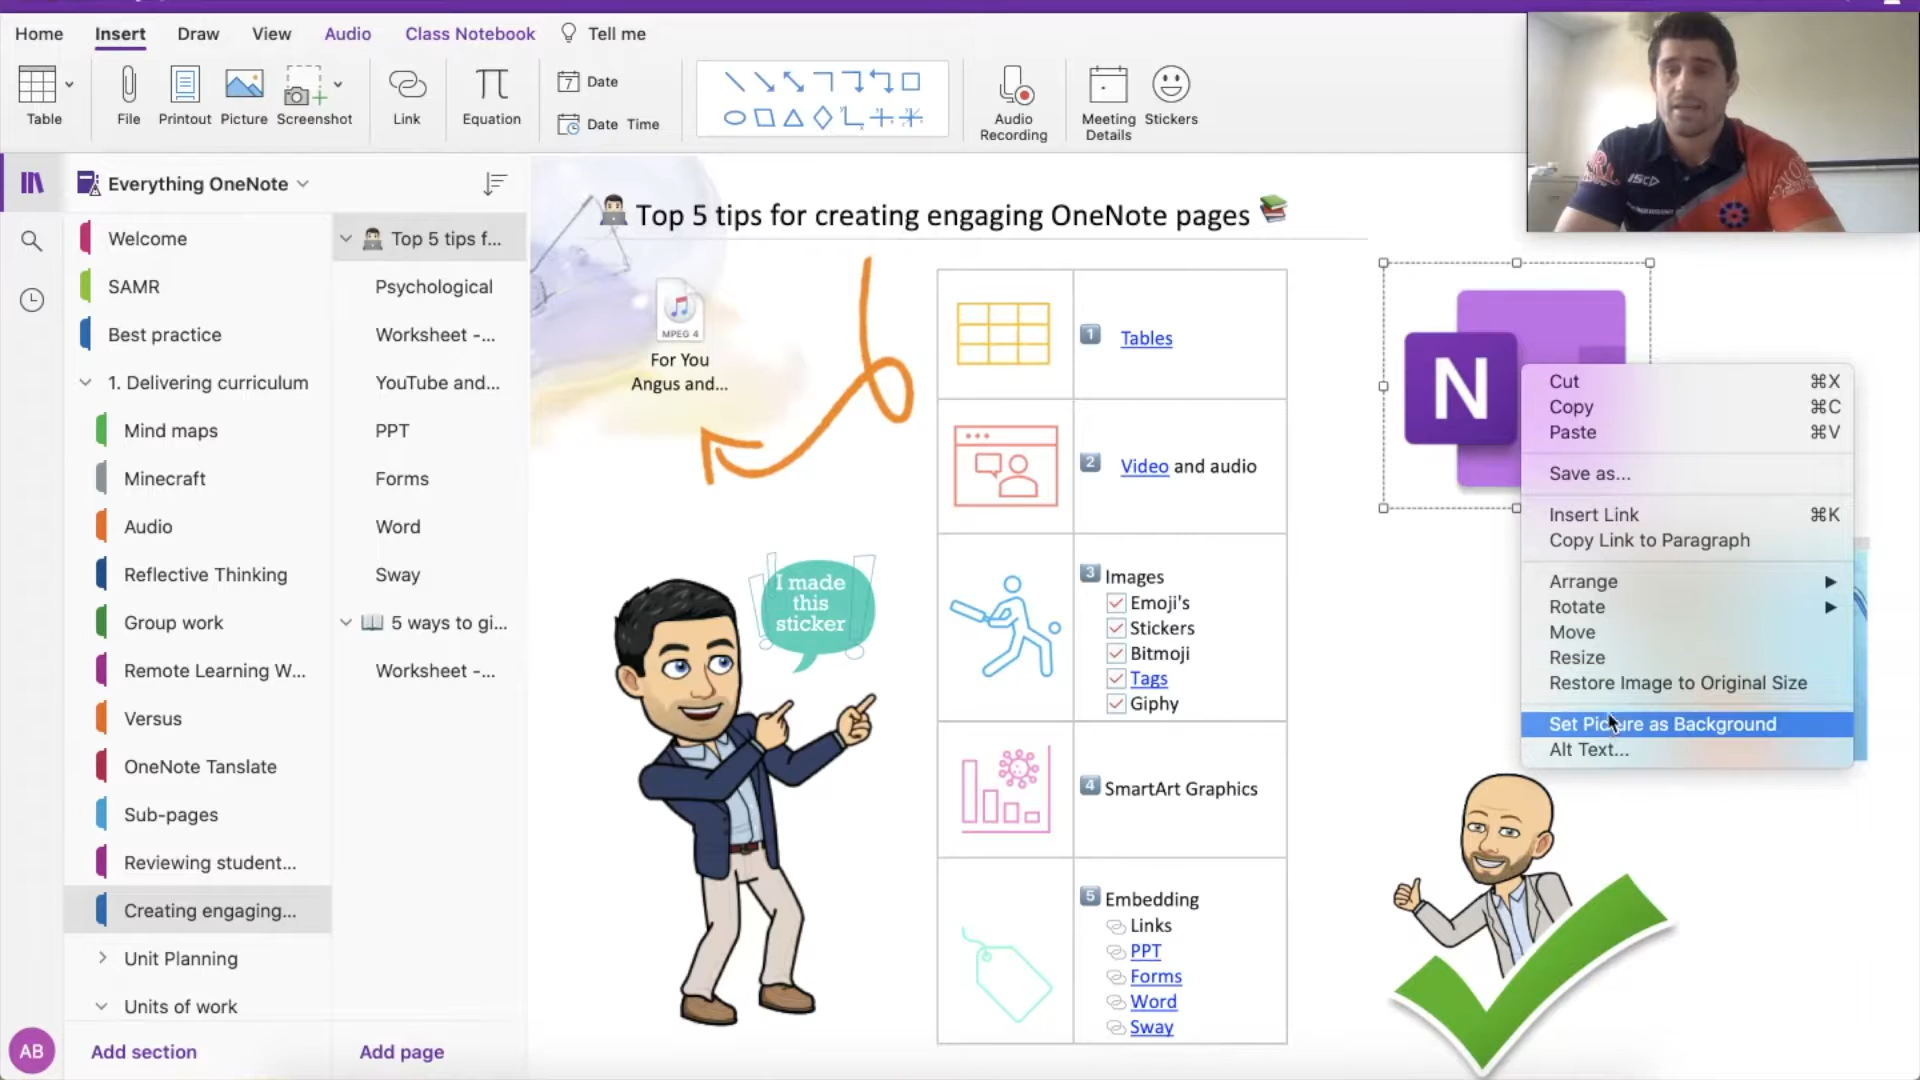 Home Insert Draw View Audio Class Notebook Tell me
Table File Printout Picture Screenshot Link Equation
Date
Date Time
Audio Recording
Meeting Details
Stickers
Everything OneNote
Welcome
SAMR
Best practice
1. Delivering curriculum
Mind maps
Minecraft
Audio
Reflective Thinking
Group work
Remote Learning W...
Versus
OneNote Tanslate
Sub-pages
Reviewing student...
Creating engaging...
Unit Planning
Units of work
AB
Add section
Top 5 tips f...
Psychological
Worksheet -...
YouTube and...
PPT
Forms
Word
Sway
5 ways to gi...
Worksheet -...
Add page
Top 5 tips for creating engaging OneNote pages
MPEG 4
For You
Angus and...
I made
this
sticker
1 Tables
2 Video and audio
3 Images
Emoji's
Stickers
Bitmoji
Tags
Giphy
4 SmartArt Graphics
5 Embedding
Links
PPT
Forms
Word
Sway
N
Cut ⌘X
Copy ⌘C
Paste ⌘V
Save as...
Insert Link ⌘K
Copy Link to Paragraph
Arrange
Rotate
Move
Resize
Restore Image to Original Size
Set Picture as Background
Alt Text...
ISC